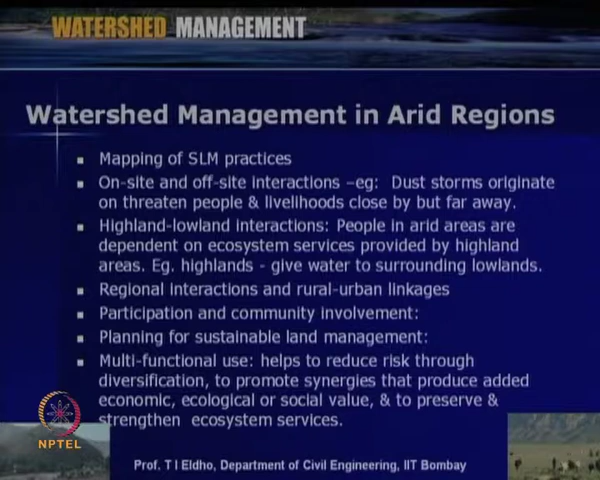 WATERSHED MANAGEMENT
Watershed Management in Arid Regions
Mapping of SLM practices
On-site and off-site interactions –eg: Dust storms originate
on threaten people & livelihoods close by but far away.
Highland-lowland interactions: People in arid areas are
dependent on ecosystem services provided by highland
areas. Eg. highlands - give water to surrounding lowlands.
Regional interactions and rural-urban linkages
Participation and community involvement:
Planning for sustainable land management:
Multi-functional use: helps to reduce risk through
diversification, to promote synergies that produce added
economic, ecological or social value, & to preserve &
strengthen ecosystem services.
NPTEL
Prof. T I Eldho, Department of Civil Engineering, IIT Bombay